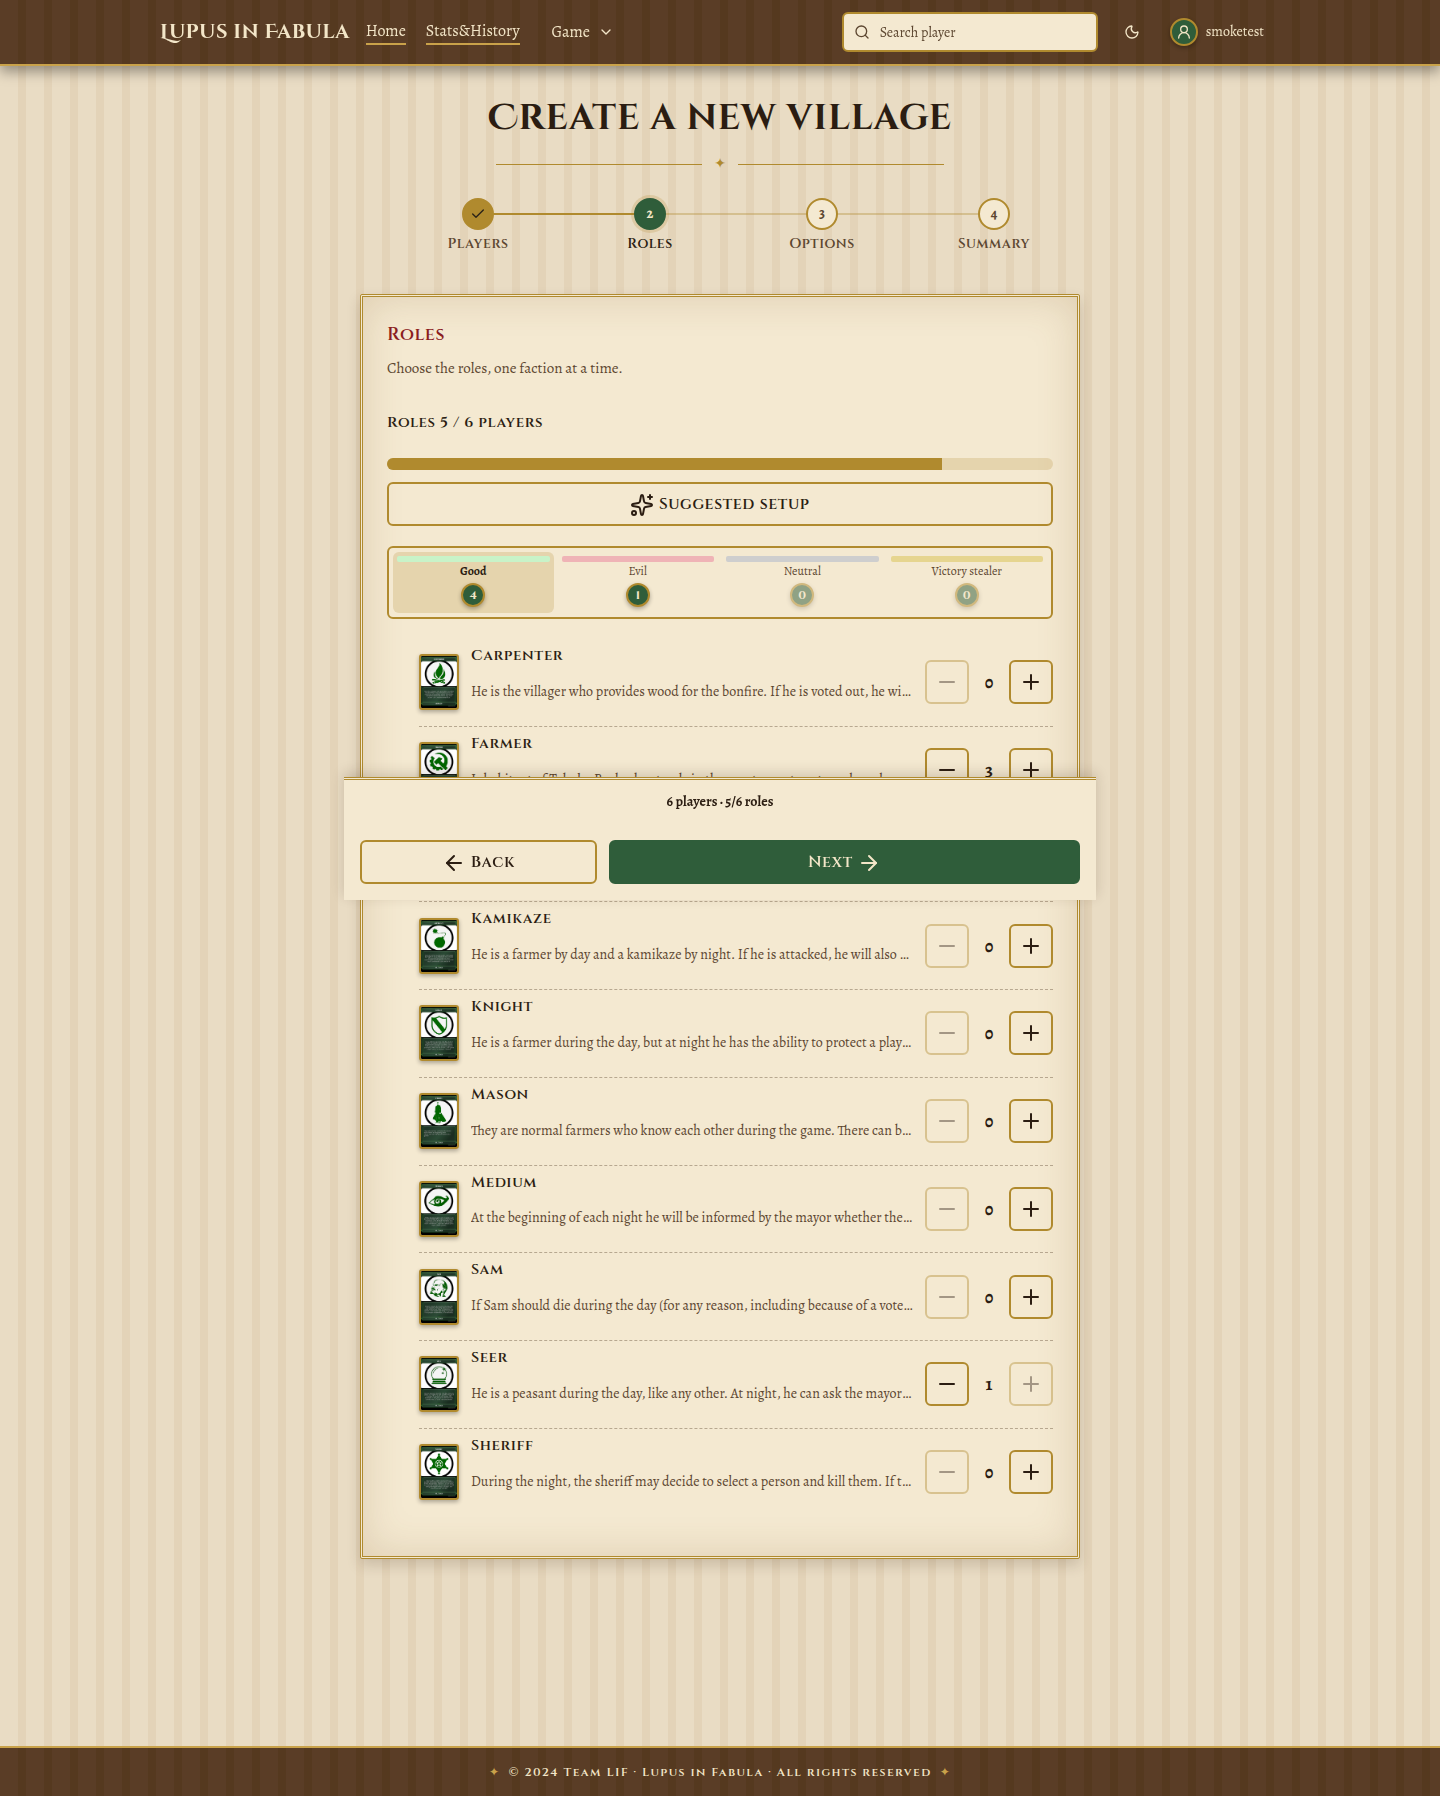 Lupus in Fabula Home Stats&History Game Search player smoketest
Create a new village
✓ 2 3 4
Players Roles Options Summary
Roles
Choose the roles, one faction at a time.
Roles 5 / 6 players
Suggested setup
Good Evil Neutral Victory stealer
4 1 0 0
Carpenter
He is the villager who provides wood for the bonfire. If he is voted out, he wi... 0
Farmer
3
6 players · 5/6 roles
Back Next
Kamikaze
He is a farmer by day and a kamikaze by night. If he is attacked, he will also ... 0
Knight
He is a farmer during the day, but at night he has the ability to protect a play... 0
Mason
They are normal farmers who know each other during the game. There can b... 0
Medium
At the beginning of each night he will be informed by the mayor whether the... 0
Sam
If Sam should die during the day (for any reason, including because of a vote... 0
Seer
He is a peasant during the day, like any other. At night, he can ask the mayor... 1
Sheriff
During the night, the sheriff may decide to select a person and kill them. If t... 0
© 2024 Team LIF · Lupus in Fabula · All rights reserved